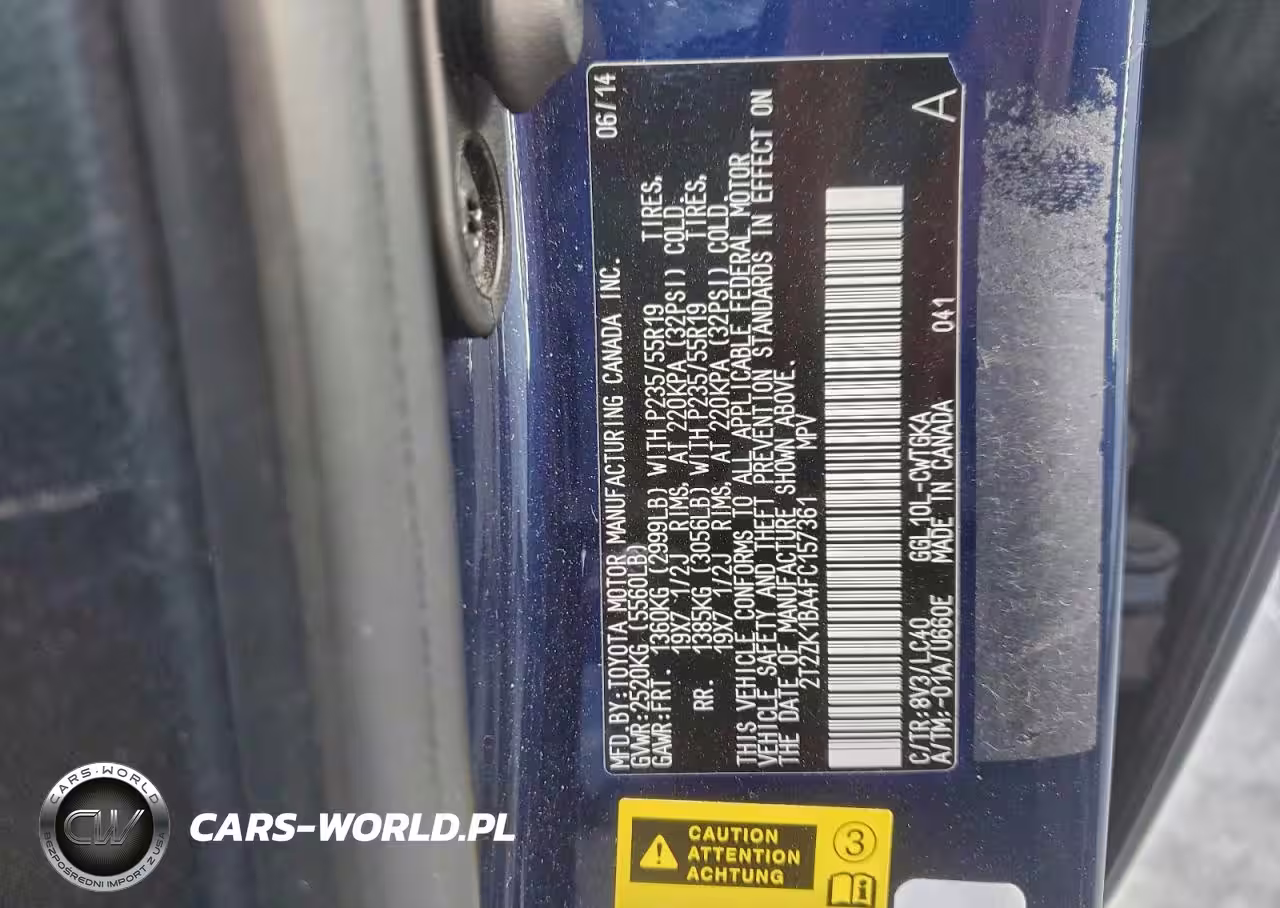 MFD.BY:TOYOTA MOTOR MANUFACTURING CANADA INC. 06/14
GVWR:2520KG (5560LB)
GAWR:FRT. 1360KG (2999LB) WITH P235/55R19 TIRES,
19X7 1/2J RIMS, AT 220KPA (32PSI) COLD.
RR. 1385KG (3056LB) WITH P235/55R19 TIRES,
19X7 1/2J RIMS, AT 220KPA (32PSI) COLD.
THIS VEHICLE CONFORMS TO ALL APPLICABLE FEDERAL MOTOR
VEHICLE SAFETY AND THEFT PREVENTION STANDARDS IN EFFECT ON
THE DATE OF MANUFACTURE SHOWN ABOVE.
2T2ZK1BA4FC157361 MPV
C/TR:8V3/LC40 GGL10L-CWTGKA 041 A
A/TM:-01A/U660E MADE IN CANADA
CAUTION
ATTENTION
ACHTUNG
3
CARS-WORLD
CW
BEZPOŚREDNI IMPORT Z USA
CARS-WORLD.PL